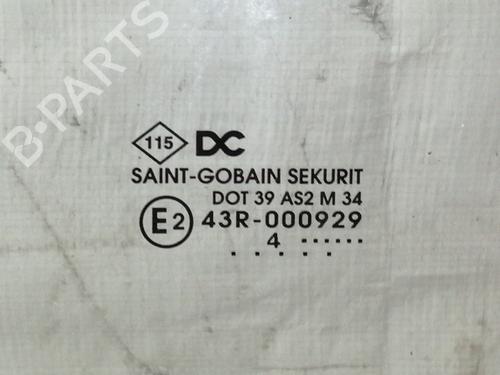 B-PARTS
115 DC
SAINT-GOBAIN SEKURIT
DOT 39 AS2 M 34
E2 43R-000929
4 ......
.....